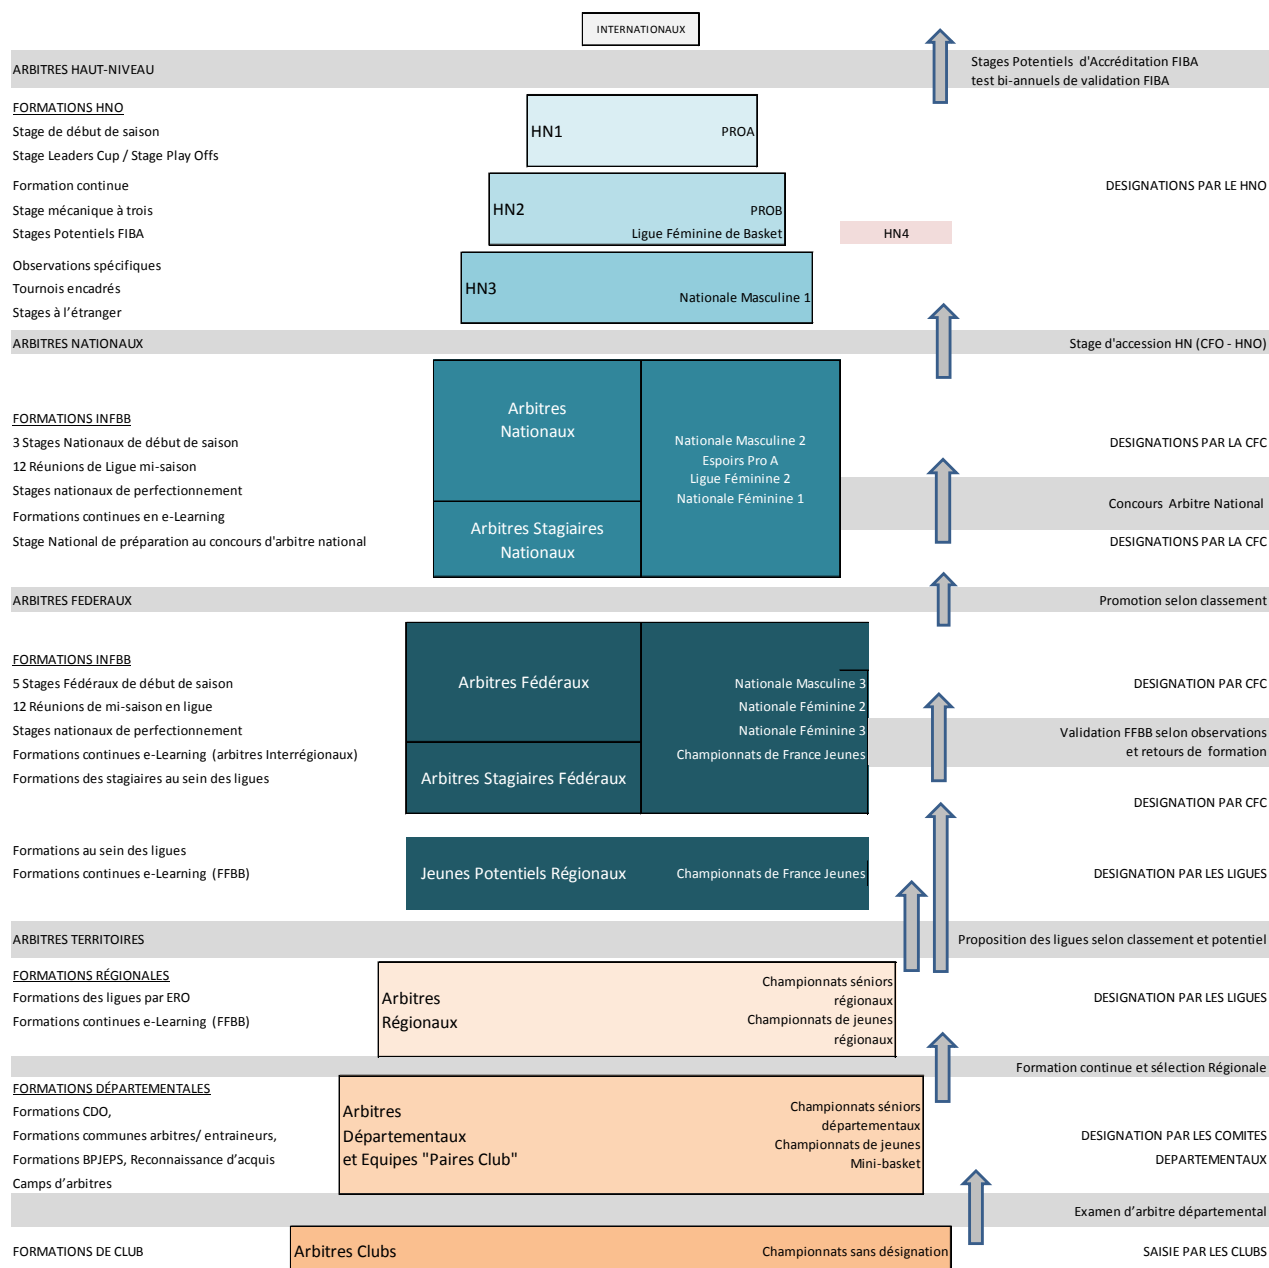 INTERNATIONAUX
ARBITRES HAUT-NIVEAU
Stages Potentiels d'Accréditation FIBA
test bi-annuels de validation FIBA
FORMATIONS HNO
Stage de début de saison
HN1
PROA
Stage Leaders Cup / Stage Play Offs
Formation continue
DESIGNATIONS PAR LE HNO
Stage mécanique à trois
HN2
PROB
Stages Potentiels FIBA
Ligue Féminine de Basket
HN4
Observations spécifiques
Tournois encadrés
HN3
Nationale Masculine 1
Stages à l'étranger
ARBITRES NATIONAUX
Stage d'accession HN (CFO - HNO)
Arbitres
Nationaux
FORMATIONS INFBB
3 Stages Nationaux de début de saison
12 Réunions de Ligue mi-saison
Stages nationaux de perfectionnement
Formations continues en e-Learning
Stage National de préparation au concours d'arbitre national
Nationale Masculine 2
Espoirs Pro A
Ligue Féminine 2
Nationale Féminine 1
DESIGNATIONS PAR LA CFC
Concours Arbitre National
Arbitres Stagiaires
Nationaux
DESIGNATIONS PAR LA CFC
ARBITRES FEDERAUX
Promotion selon classement
FORMATIONS INFBB
5 Stages Fédéraux de début de saison
12 Réunions de mi-saison en ligue
Stages nationaux de perfectionnement
Formations continues e-Learning (arbitres Interrégionaux)
Formations des stagiaires au sein des ligues
Arbitres Fédéraux
Arbitres Stagiaires Fédéraux
Nationale Masculine 3
Nationale Féminine 2
Nationale Féminine 3
Championnats de France Jeunes
DESIGNATION PAR CFC
Validation FFBB selon observations
et retours de formation
DESIGNATION PAR CFC
Formations au sein des ligues
Formations continues e-Learning (FFBB)
Jeunes Potentiels Régionaux
Championnats de France Jeunes
DESIGNATION PAR LES LIGUES
ARBITRES TERRITOIRES
Proposition des ligues selon classement et potentiel
FORMATIONS RÉGIONALES
Formations des ligues par ERO
Formations continues e-Learning (FFBB)
Arbitres
Régionaux
Championnats séniors
régionaux
Championnats de jeunes
régionaux
DESIGNATION PAR LES LIGUES
Formation continue et sélection Régionale
FORMATIONS DÉPARTEMENTALES
Formations CDO,
Formations communes arbitres/ entraineurs,
Formations BPJEPS, Reconnaissance d'acquis
Camps d'arbitres
Arbitres
Départementaux
et Equipes "Paires Club"
Championnats séniors
départementaux
Championnats de jeunes
Mini-basket
DESIGNATION PAR LES COMITES
DEPARTEMENTAUX
Examen d'arbitre départemental
FORMATIONS DE CLUB
Arbitres Clubs
Championnats sans désignation
SAISIE PAR LES CLUBS